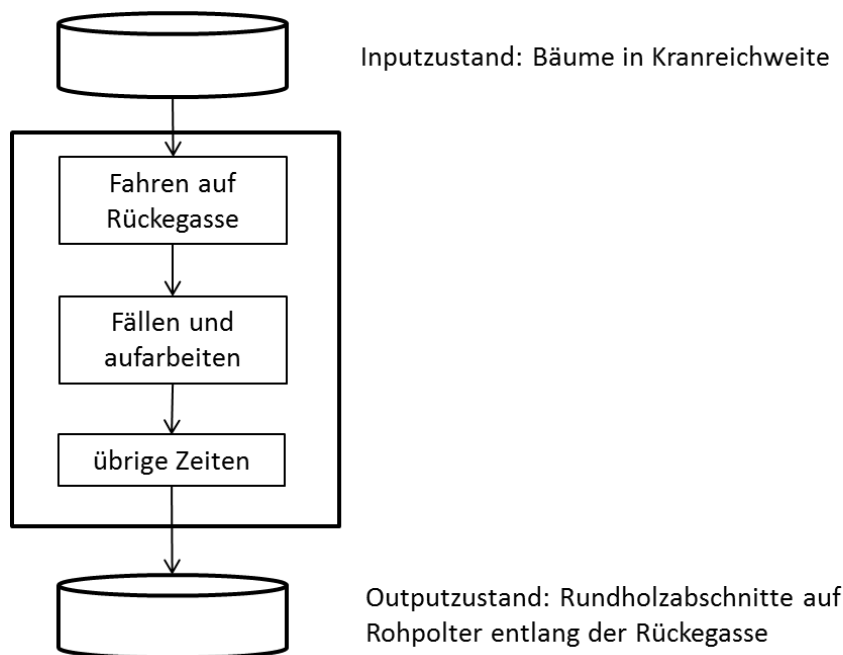 Inputzustand: Bäume in Kranreichweite
Fahren auf
Rückegasse
Fällen und
aufarbeiten
übrige Zeiten
Outputzustand: Rundholzabschnitte auf
Rohpolter entlang der Rückegasse